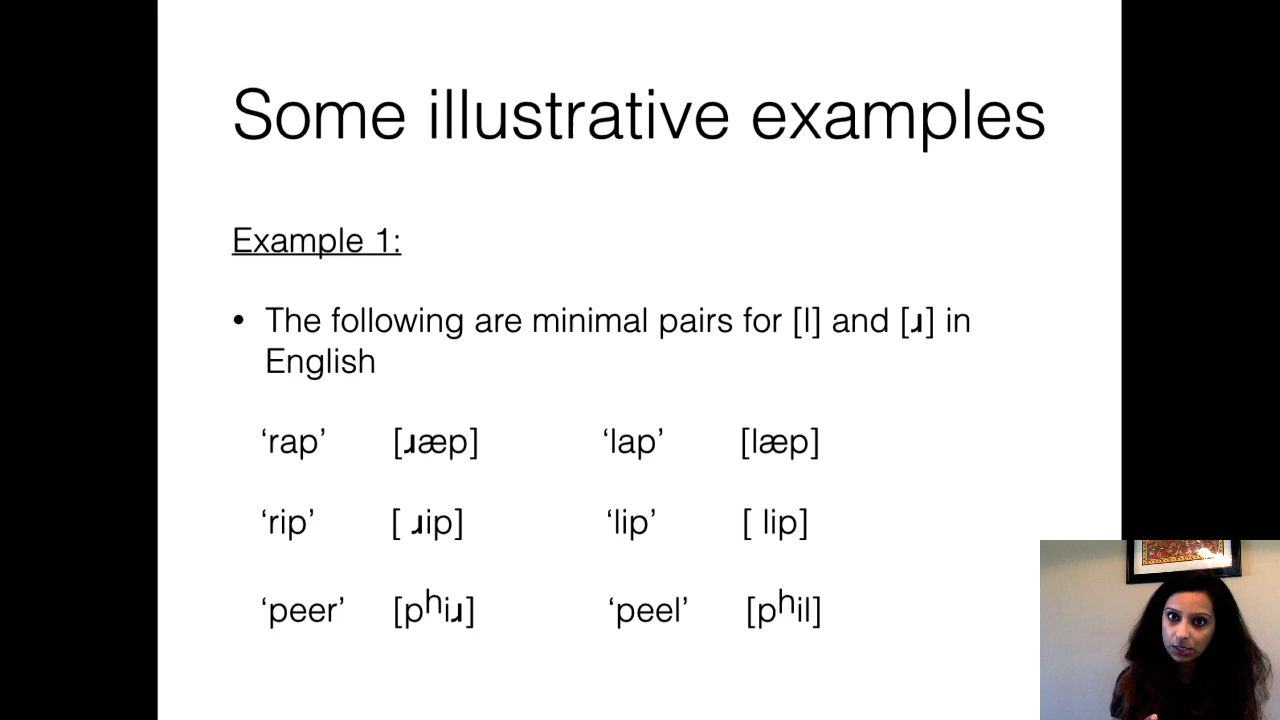 Some illustrative examples
Example 1:
• The following are minimal pairs for [l] and [ɹ] in
English
‘rap’ [ɹæp] ‘lap’ [læp]
‘rip’ [ ɹip] ‘lip’ [ lip]
‘peer’ [pʰiɹ] ‘peel’ [pʰil]